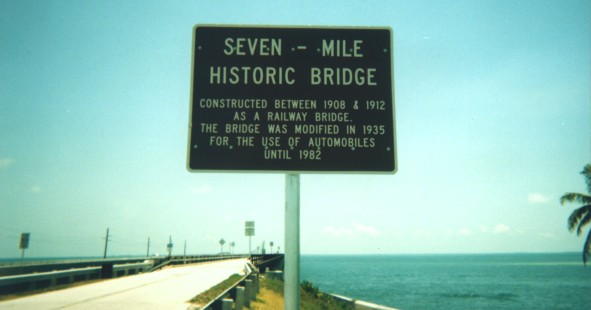 SEVEN - MILE
HISTORIC BRIDGE
CONSTRUCTED BETWEEN 1908 & 1912
AS A RAILWAY BRIDGE.
THE BRIDGE WAS MODIFIED IN 1935
FOR THE USE OF AUTOMOBILES
UNTIL 1982